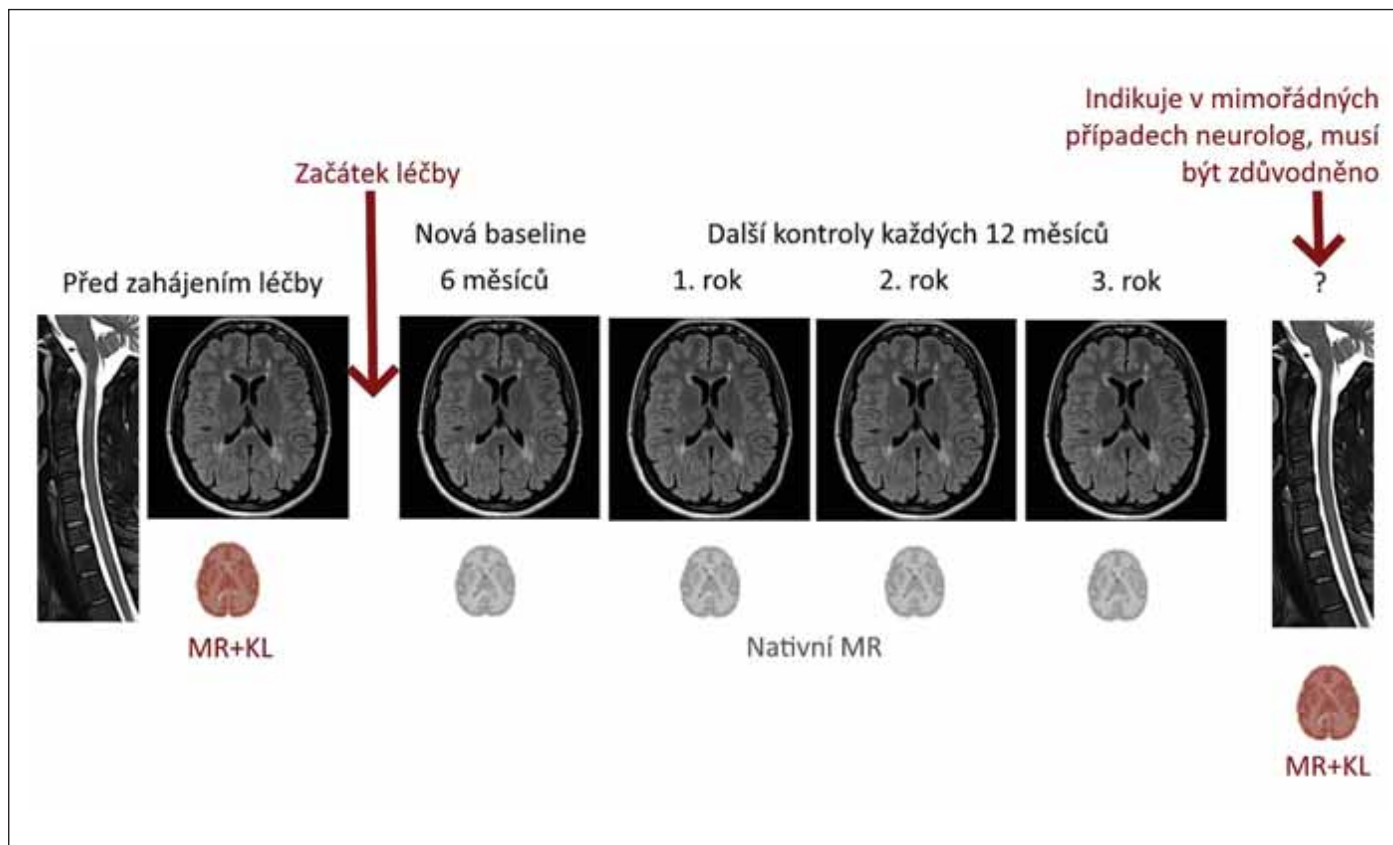 Indikuje v mimořádných
případech neurolog, musí
být zdůvodněno
Začátek léčby
Nová baseline
Další kontroly každých 12 měsíců
Před zahájením léčby
6 měsíců
1. rok
2. rok
3. rok
?
MR+KL
Nativní MR
MR+KL